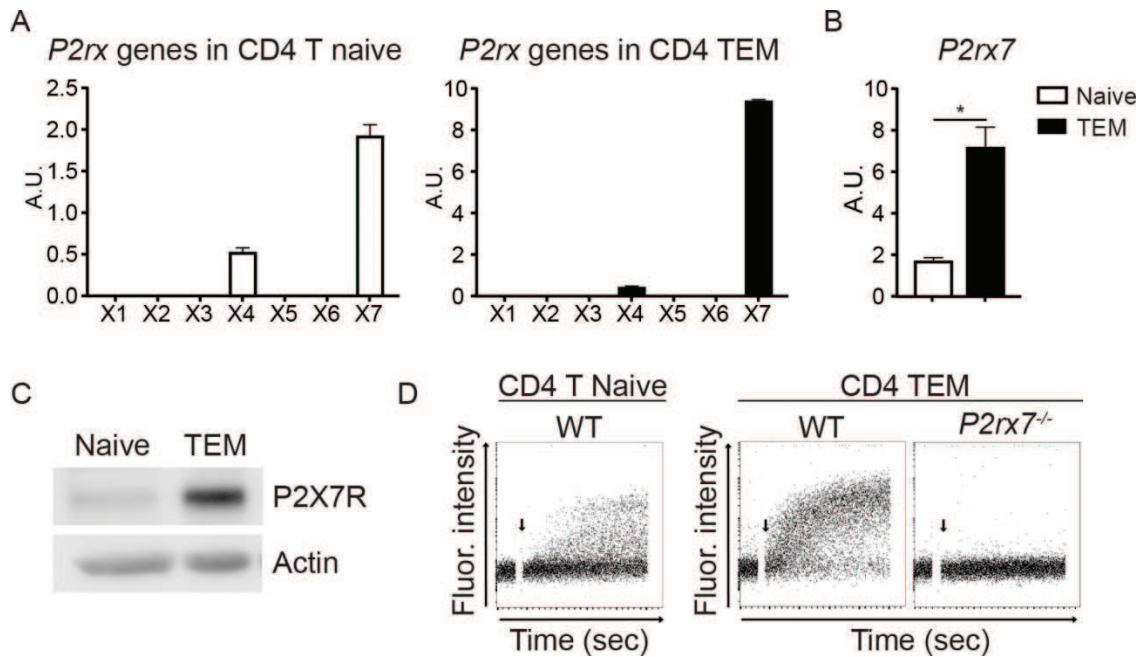 A
P2rx genes in CD4 T naive
A.U.
2.5
2.0
1.5
1.0
0.5
0.0
X1 X2 X3 X4 X5 X6 X7
P2rx genes in CD4 TEM
A.U.
10
8
6
4
2
0
X1 X2 X3 X4 X5 X6 X7
B
P2rx7
A.U.
10
8
6
4
2
0
*
Naive
TEM
C
Naive TEM
P2X7R
Actin
D
CD4 T Naive
WT
Fluor. intensity
Time (sec)
CD4 TEM
WT P2rx7-/-
Fluor. intensity
Time (sec)